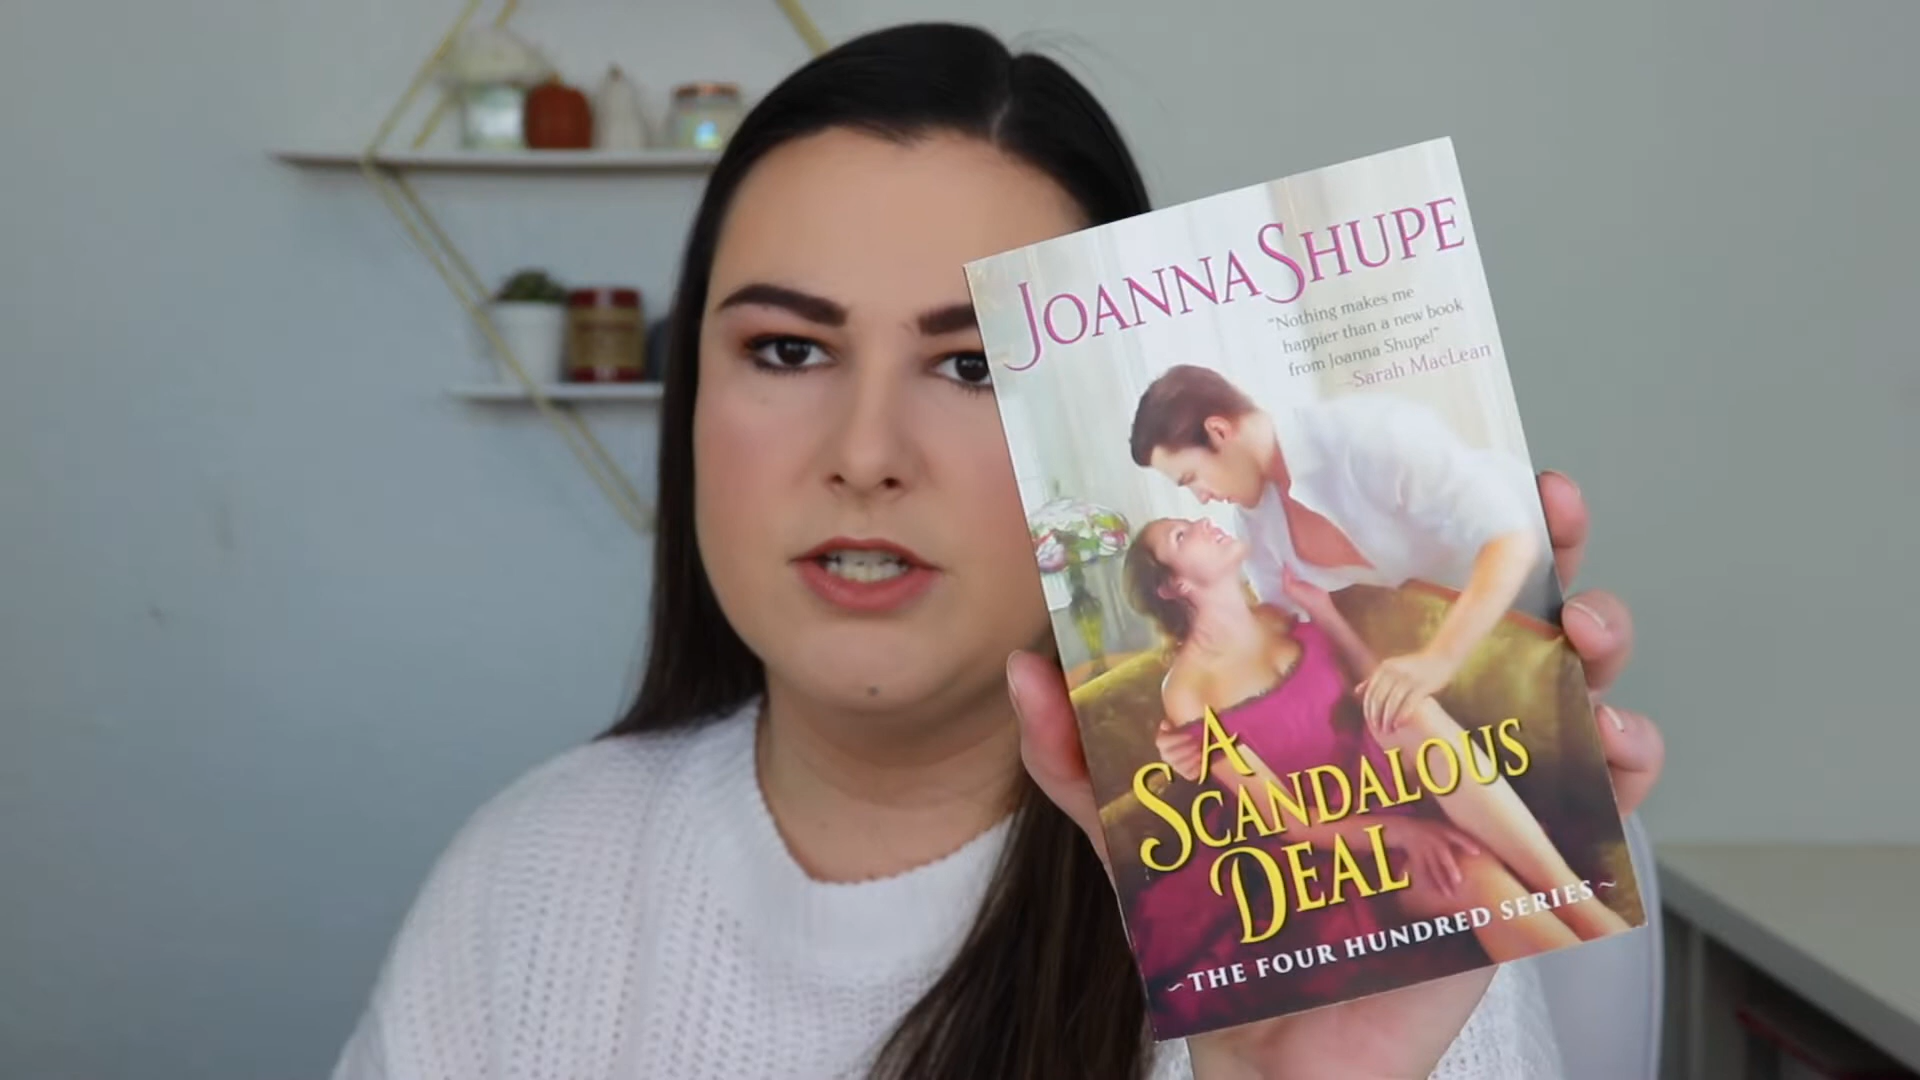 JOANNA SHUPE
"Nothing makes me
happier than a new book
from Joanna Shupe!"
–Sarah MacLean
A
SCANDALOUS
DEAL
~THE FOUR HUNDRED SERIES~